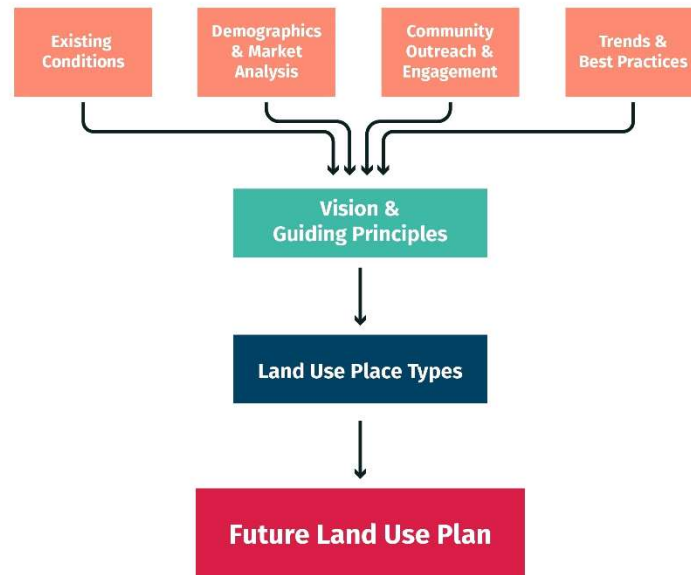 Existing
Conditions
Demographics
& Market
Analysis
Community
Outreach &
Engagement
Trends &
Best Practices
Vision &
Guiding Principles
Land Use Place Types
Future Land Use Plan